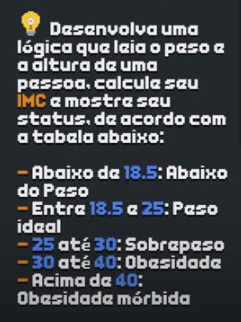 Desenvolva uma
lógica que leia o peso e
a altura de uma
pessoa, calcule seu
IMC e mostre seu
status, de acordo com
a tabela abaixo:
- Abaixo de 18.5: Abaixo
do Peso
- Entre 18.5 e 25: Peso
ideal
- 25 até 30: Sobrepeso
- 30 até 40: Obesidade
- Acima de 40:
Obesidade mórbida